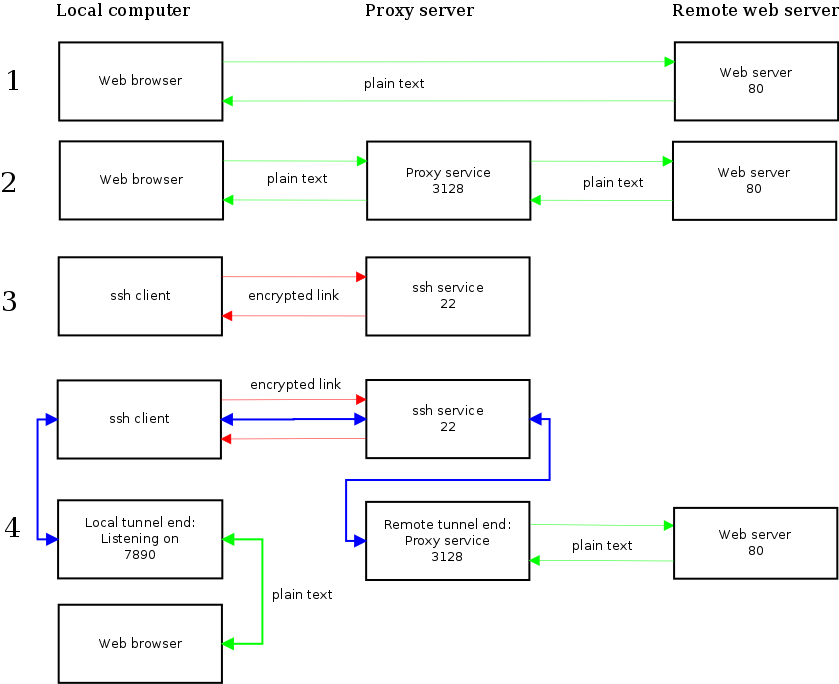 Local computer
Proxy server
Remote web server
1
Web browser
plain text
Web server
80
2
Web browser
plain text
Proxy service
3128
plain text
Web server
80
3
ssh client
encrypted link
ssh service
22
4
ssh client
encrypted link
ssh service
22
Local tunnel end:
Listening on
7890
Remote tunnel end:
Proxy service
3128
plain text
Web server
80
plain text
Web browser